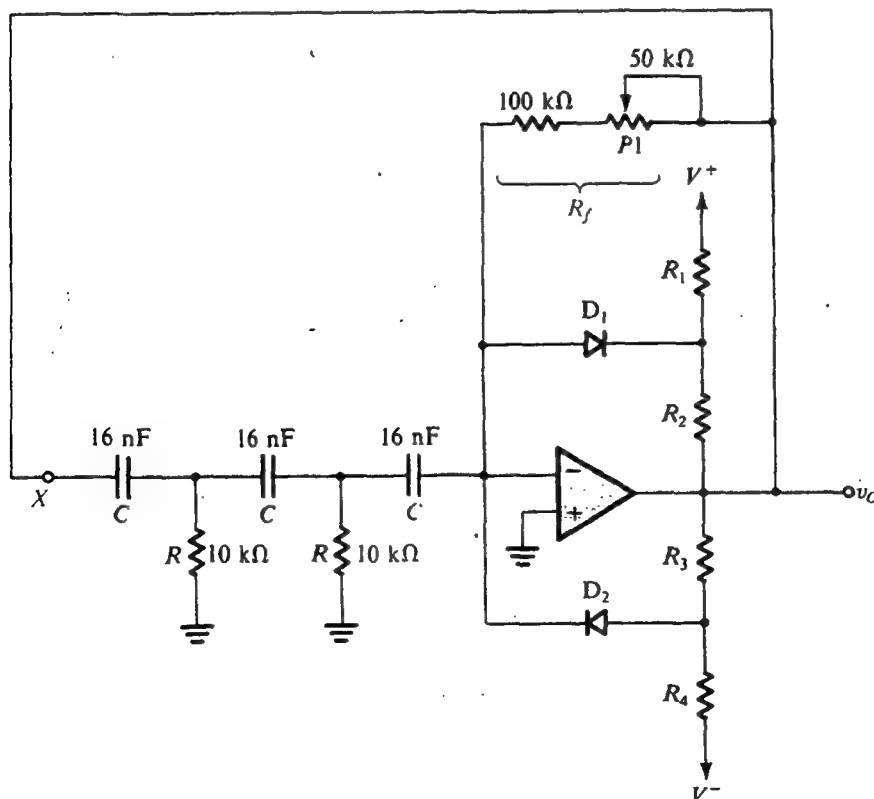 50 kΩ
100 kΩ
P1
R_f
V⁺
R₁
D₁
R₂
16 nF
16 nF
16 nF
X
C
C
C
R
10 kΩ
R
10 kΩ
−
+
v_O
R₃
D₂
R₄
V⁻